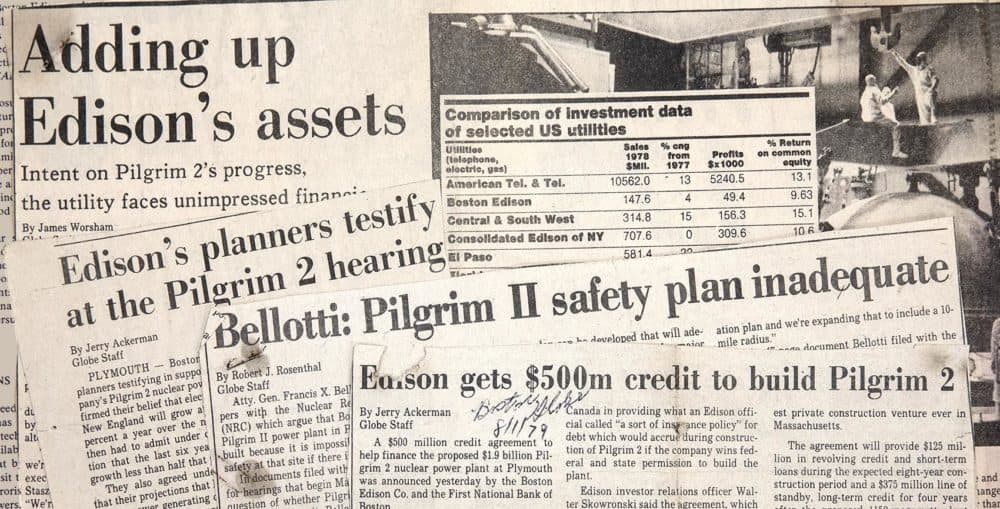 Adding up
Edison's assets
Intent on Pilgrim 2's progress,
the utility faces unimpressed
By James Worsham
Comparison of investment data
of selected US utilities
Utilities
(telephone,
electric, gas)
Sales
1978
$MIL.
% cng
from
1977
Profits
$x1000
% Return
on common
equity
American Tel. & Tel. 10562.0 13 5240.5 13.1
Boston Edison 147.6 4 49.4 9.63
Central & South West 314.8 15 156.3 15.1
Consolidated Edison of NY 707.6 0 309.6 10.6
El Paso 581.4
Edison's planners testify
at the Pilgrim 2 hearing
By Jerry Ackerman
Globe Staff
PLYMOUTH — Boston
planners testifying in
pany's Pilgrim 2 nuclear
firmed their belief that
New England will grow
percent a year over the
then had to admit under
tion that the last six
growth less than half that
They also agreed
that their projections
generating
Bellotti: Pilgrim II safety plan inadequate
By Robert J. Rosenthal
Globe Staff
Atty. Gen. Francis X.
pers with the Nuclear
(NRC) which argue that
Pilgrim II power plant in
built because it is
safety at that site if there
In documents filed with
for hearings that begin
question of whether
be developed that will ade-
ation plan and we're expanding to include a 10-
mile radius."
document Bellotti filed with the
Edison gets $500m credit to build Pilgrim 2
Boston Globe
8/1/79
By Jerry Ackerman
Globe Staff
A $500 million credit agreement to
help finance the proposed $1.9 billion Pil-
grim 2 nuclear power plant at Plymouth
was announced yesterday by the Boston
Edison Co. and the First National Bank of
Boston
Canada in providing what an Edison offi-
cial called "a sort of insurance policy" for
debt which would accrue during construc-
tion of Pilgrim 2 if the company wins fed-
eral and state permission to build the
plant.
Edison investor relations officer Wal-
ter Skowronski said the agreement, which
est private construction venture ever in
Massachusetts.
The agreement will provide $125 mil-
lion in revolving credit and short-term
loans during the expected eight-year con-
struction period and a $375 million line of
standby, long-term credit for four years